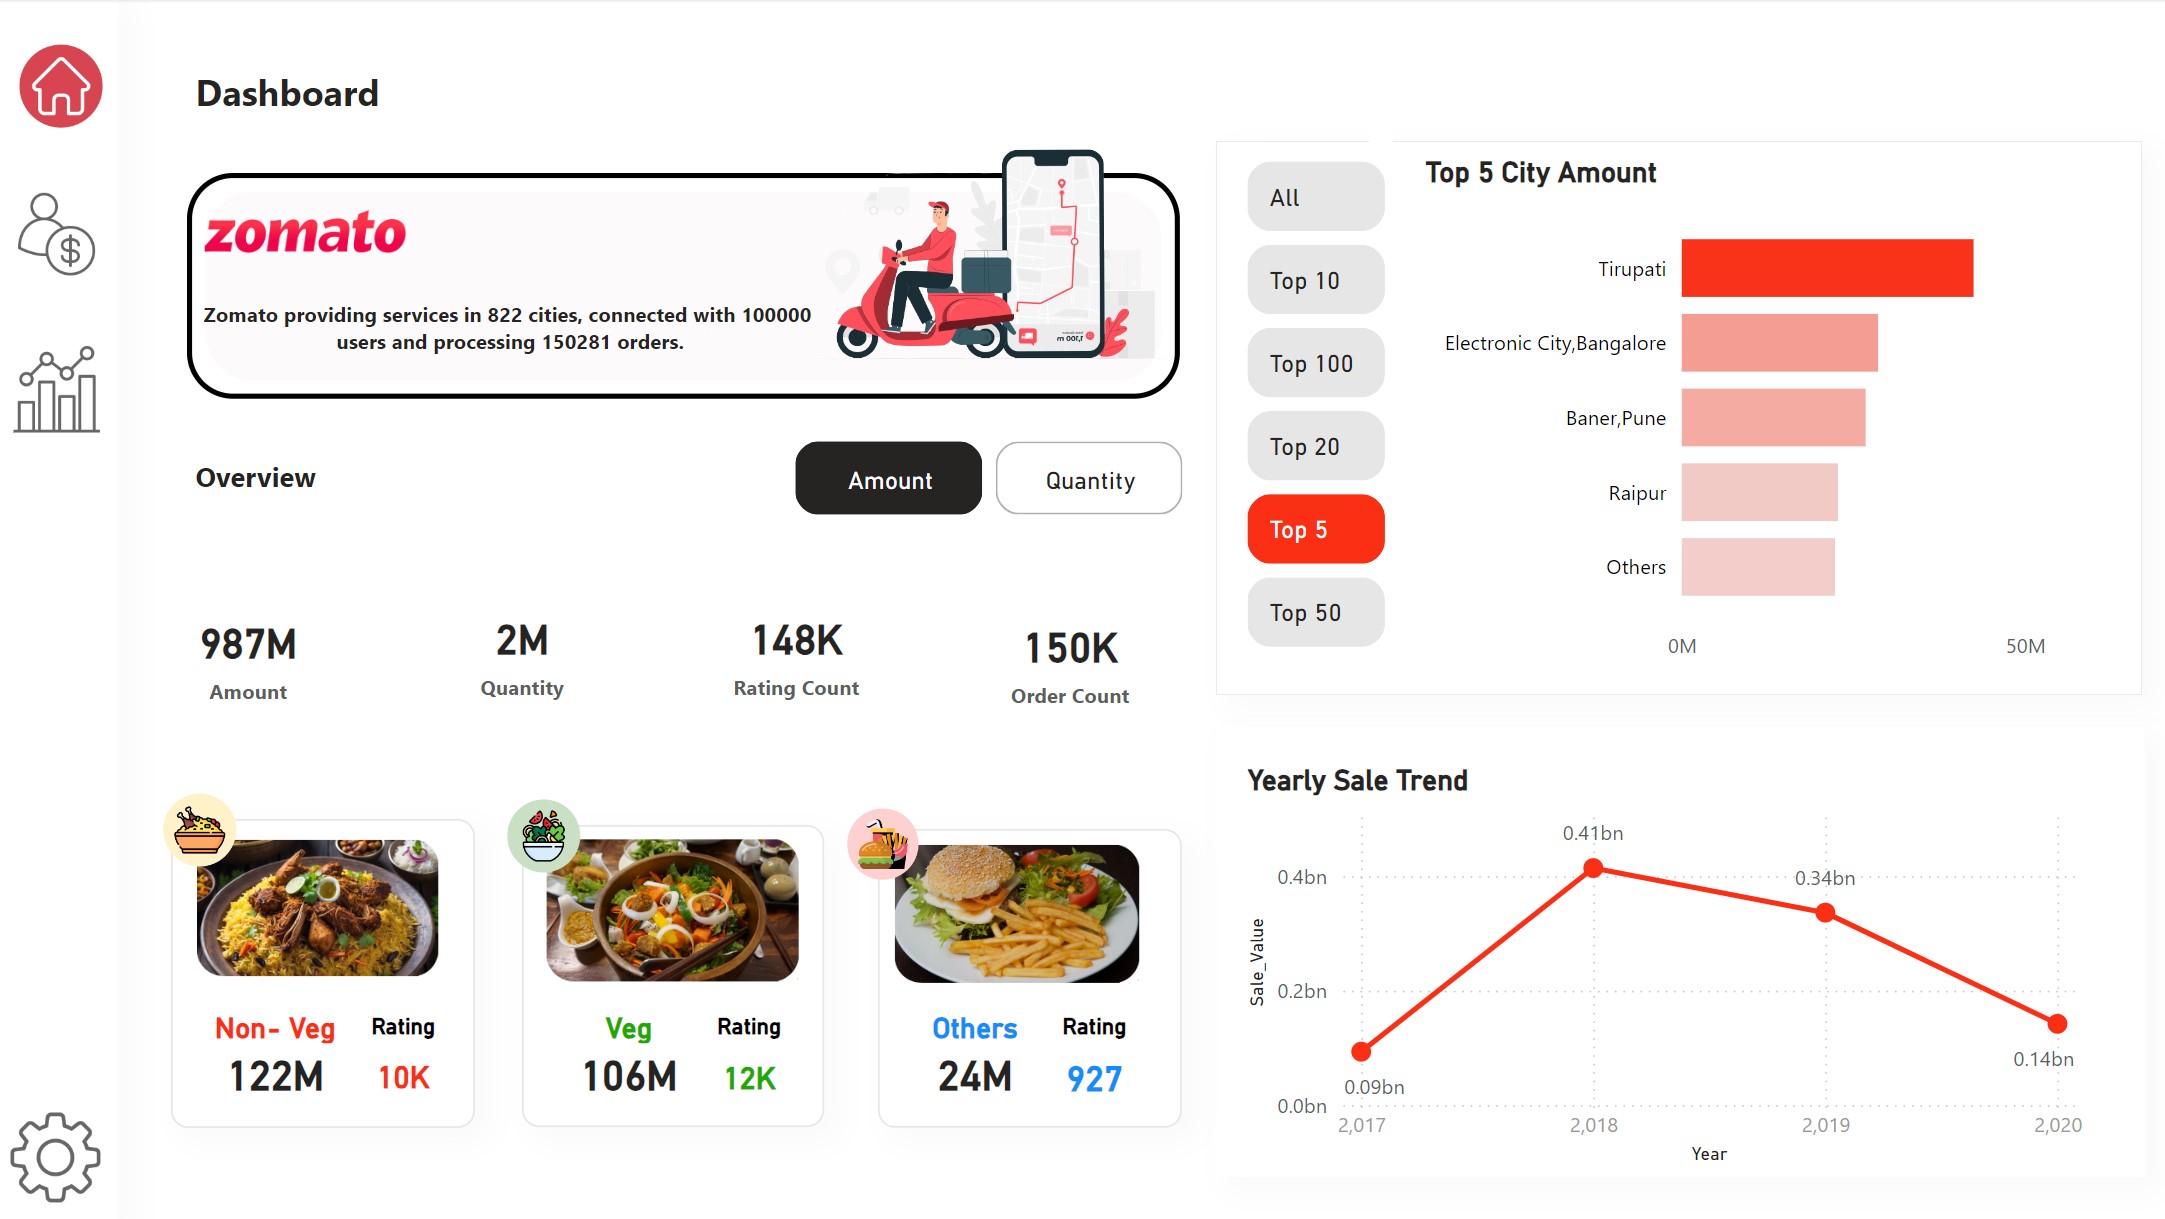 Dashboard
zomato
Zomato providing services in 822 cities, connected with 100000
users and processing 150281 orders.
Overview
Amount
Quantity
987M
Amount
2M
Quantity
148K
Rating Count
150K
Order Count
Non- Veg
Rating
122M
10K
Veg
Rating
106M
12K
Others
Rating
24M
927
All
Top 10
Top 100
Top 20
Top 5
Top 50
Top 5 City Amount
Tirupati
Electronic City,Bangalore
Baner,Pune
Raipur
Others
0M
50M
Yearly Sale Trend
0.41bn
0.34bn
0.14bn
0.09bn
0.4bn
0.2bn
0.0bn
Sale_Value
2,017
2,018
2,019
2,020
Year